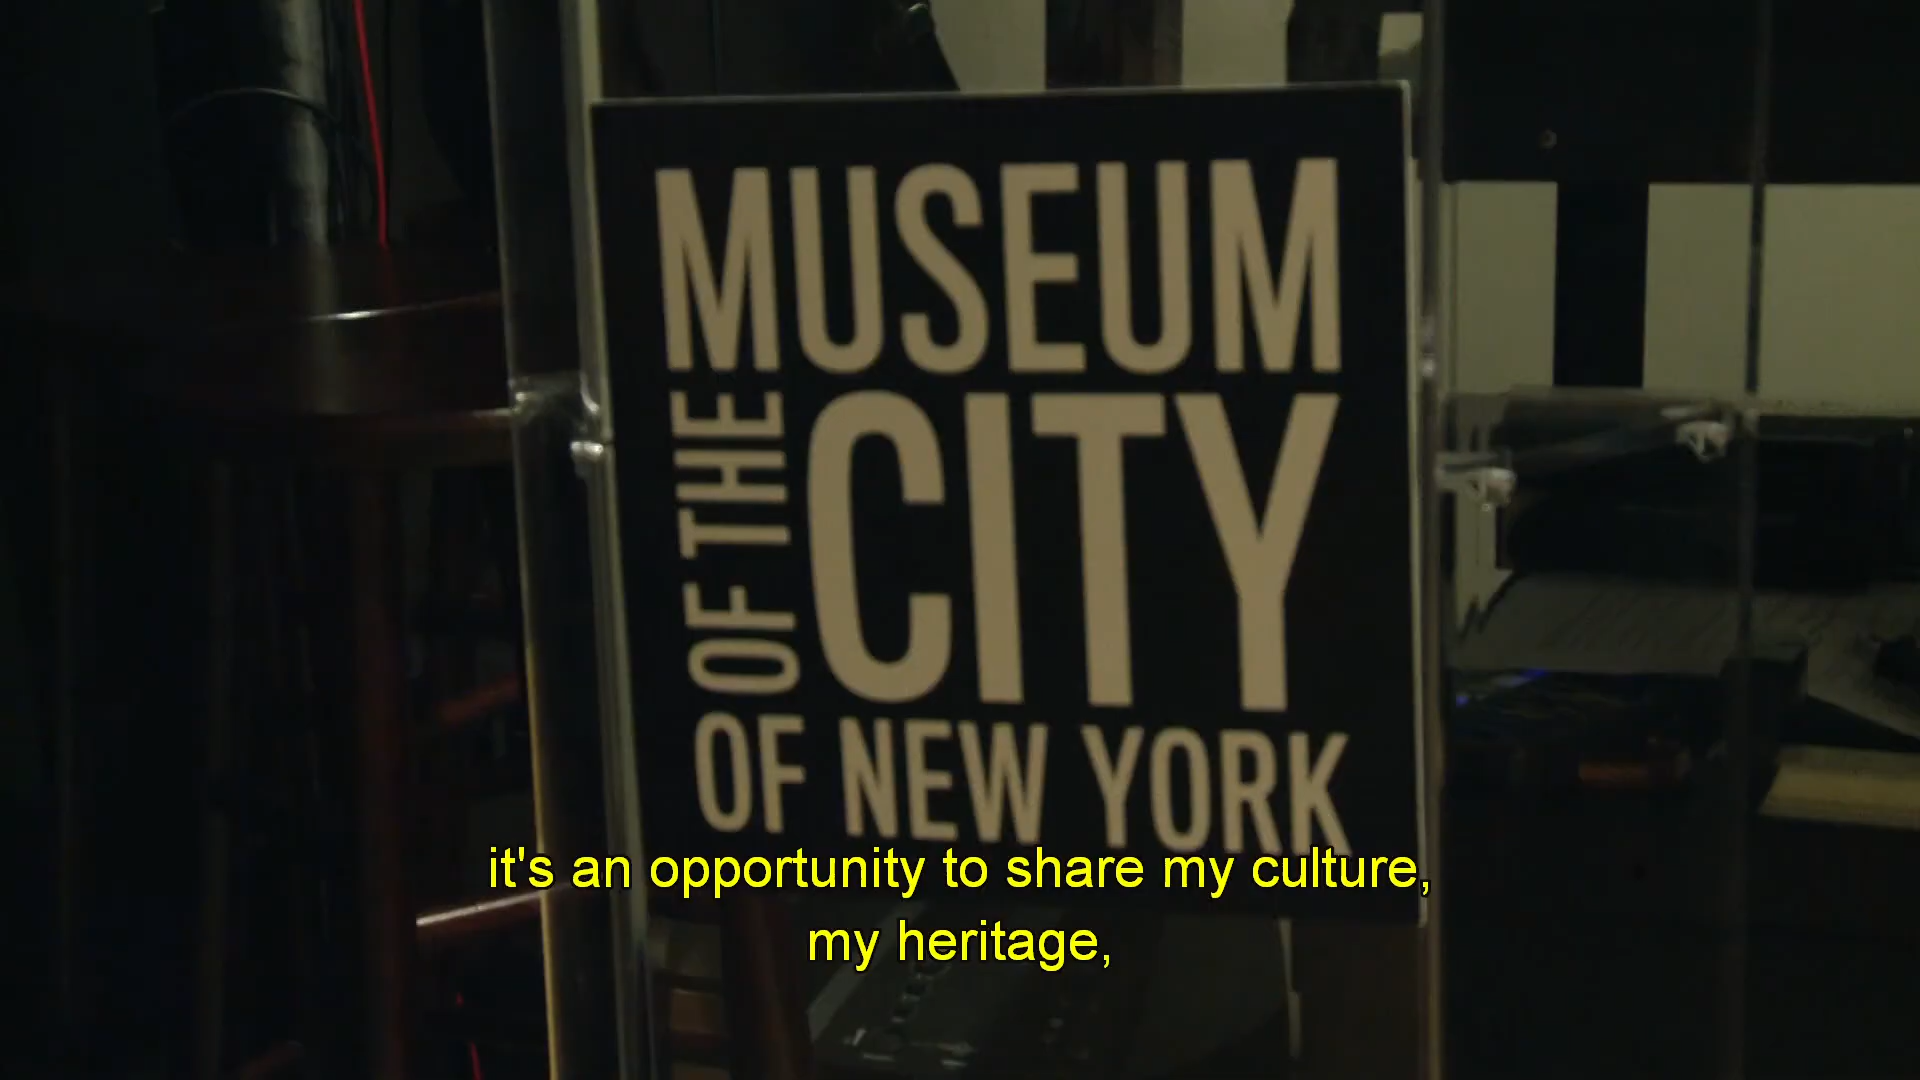 MUSEUM
OF THE
CITY
OF NEW YORK
it's an opportunity to share my culture,
my heritage,